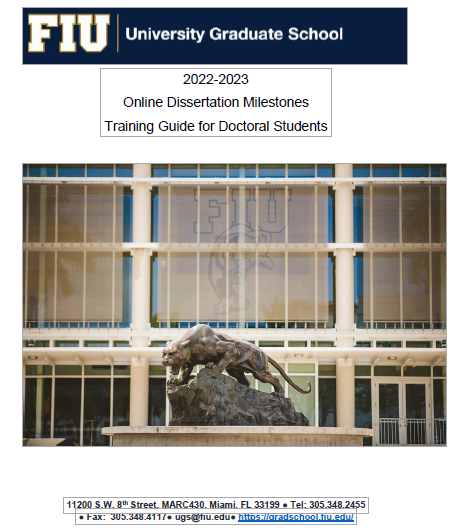 FIU University Graduate School
2022-2023
Online Dissertation Milestones
Training Guide for Doctoral Students
FIU
11200 S.W. 8th Street, MARC430, Miami, FL 33199 ● Tel: 305.348.2455
● Fax: 305.348.4117● ugs@fiu.edu● https://gradschool.fiu.edu/